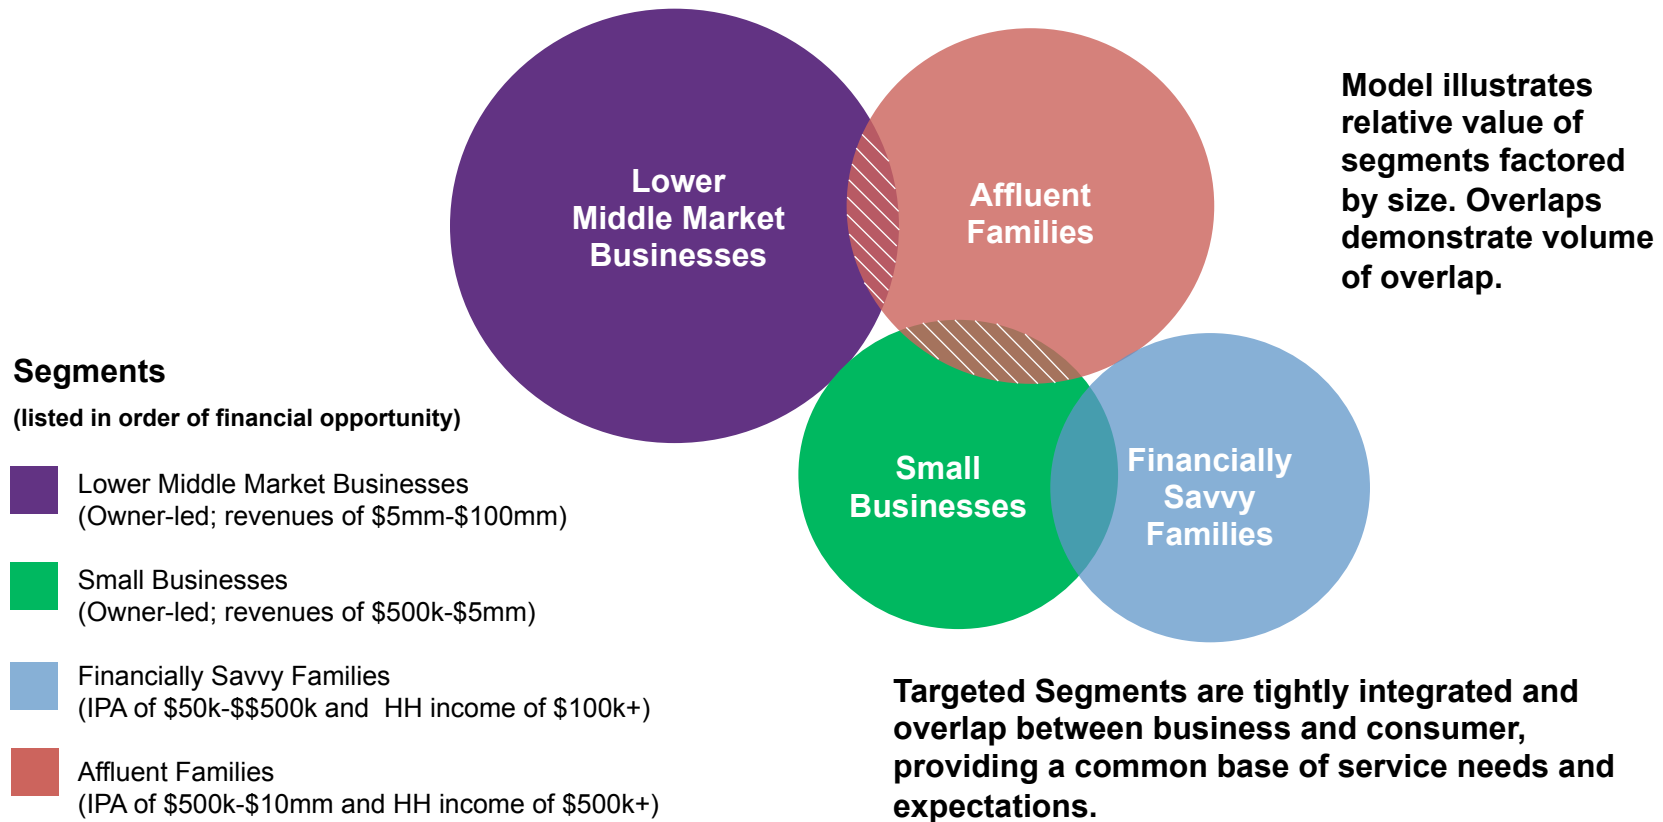 Lower
Middle Market
Businesses
Affluent
Families
Model illustrates
relative value of
segments factored
by size. Overlaps
demonstrate volume
of overlap.
Small
Businesses
Financially
Savvy
Families
Segments
(listed in order of financial opportunity)
Lower Middle Market Businesses
(Owner-led; revenues of $5mm-$100mm)
Small Businesses
(Owner-led; revenues of $500k-$5mm)
Financially Savvy Families
(IPA of $50k-$$500k and  HH income of $100k+)
Affluent Families
(IPA of $500k-$10mm and HH income of $500k+)
Targeted Segments are tightly integrated and
overlap between business and consumer,
providing a common base of service needs and
expectations.